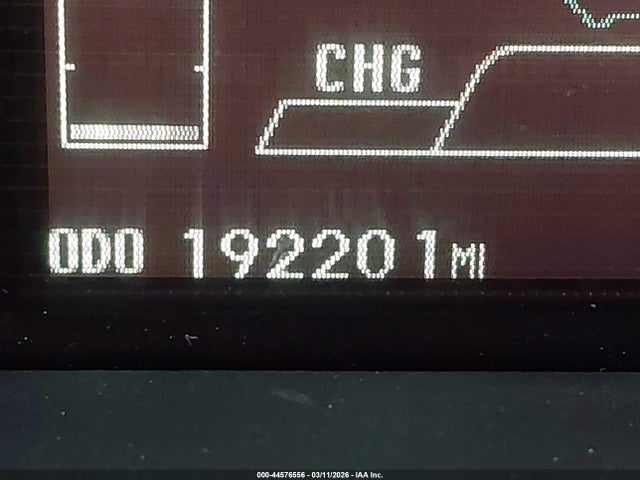 CHG
ODO 192201 MI
000-44576556 - 03/11/2026 - IAA Inc.